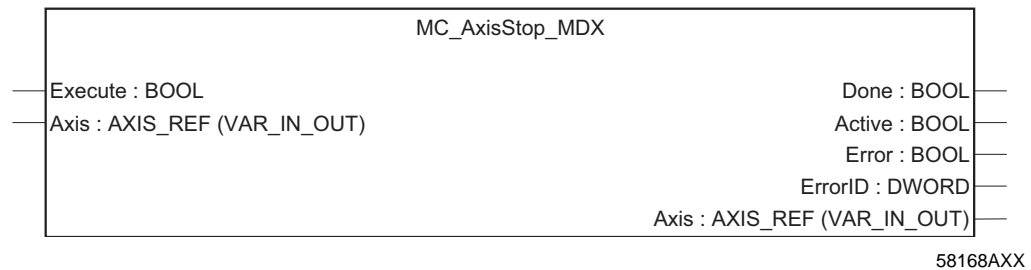 MC_AxisStop_MDX
Execute : BOOL Done : BOOL
Axis : AXIS_REF (VAR_IN_OUT) Active : BOOL
Error : BOOL
ErrorID : DWORD
Axis : AXIS_REF (VAR_IN_OUT)
58168AXX